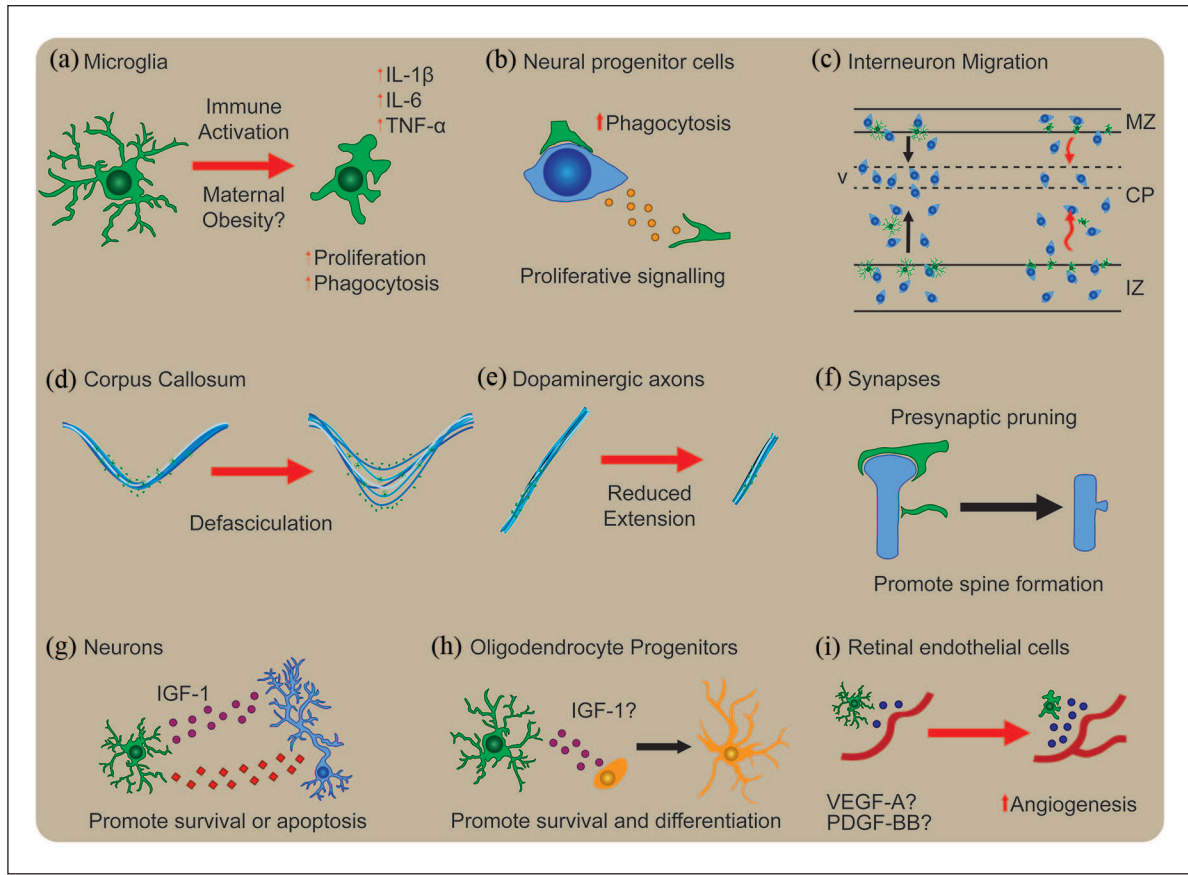 (a) Microglia
Immune
Activation
Maternal
Obesity?
↑IL-1β
↑IL-6
↑TNF-α
↑Proliferation
↑Phagocytosis
(b) Neural progenitor cells
↑Phagocytosis
Proliferative signalling
(c) Interneuron Migration
MZ
v
CP
IZ
(d) Corpus Callosum
Defasciculation
(e) Dopaminergic axons
Reduced
Extension
(f) Synapses
Presynaptic pruning
Promote spine formation
(g) Neurons
IGF-1
Promote survival or apoptosis
(h) Oligodendrocyte Progenitors
IGF-1?
Promote survival and differentiation
(i) Retinal endothelial cells
VEGF-A?
PDGF-BB?
↑Angiogenesis